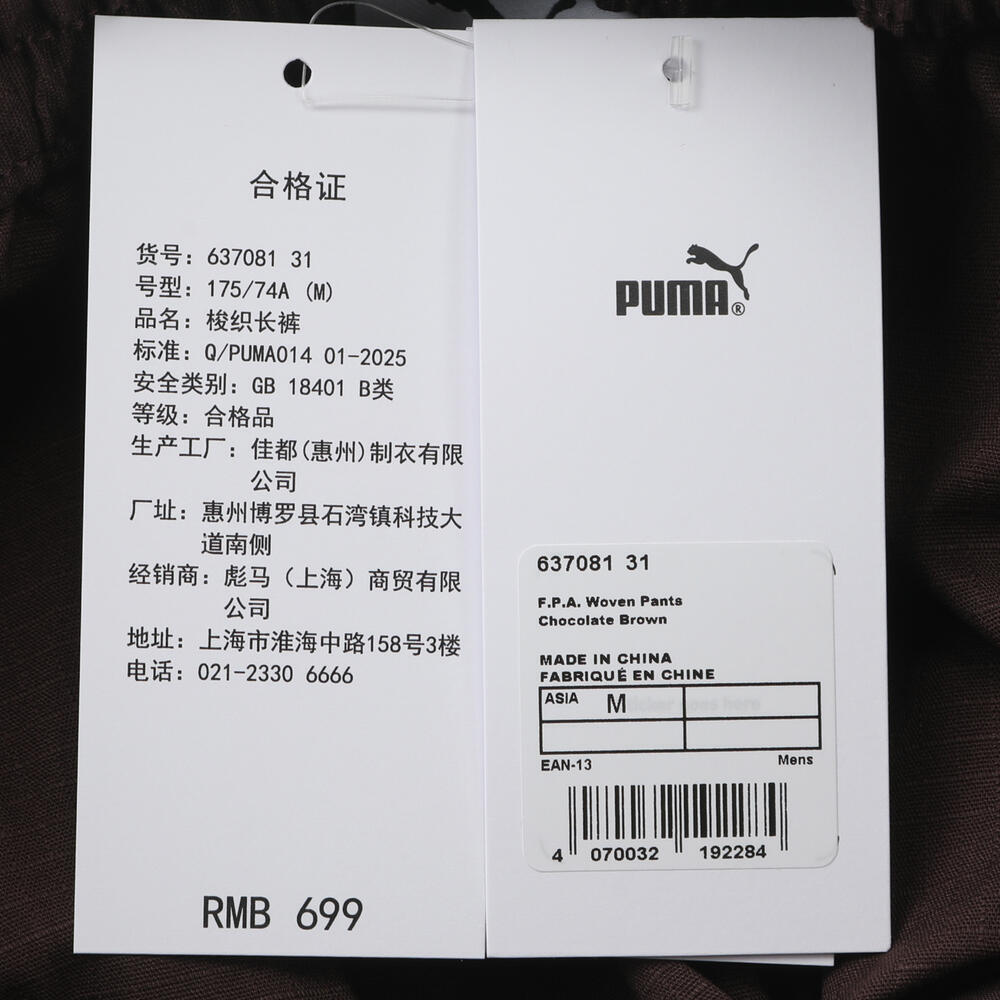 合格证
货号：637081 31
号型：175/74A (M)
品名：梭织长裤
标准：Q/PUMA014 01-2025
安全类别：GB 18401 B类
等级：合格品
生产工厂：佳都(惠州)制衣有限
公司
厂址：惠州博罗县石湾镇科技大
道南侧
经销商：彪马（上海）商贸有限
公司
地址：上海市淮海中路158号3楼
电话：021-2330 6666
RMB 699
PUMA®
637081 31
F.P.A. Woven Pants
Chocolate Brown
MADE IN CHINA
FABRIQUÉ EN CHINE
ASIA M
EAN-13 Mens
4 070032 192284